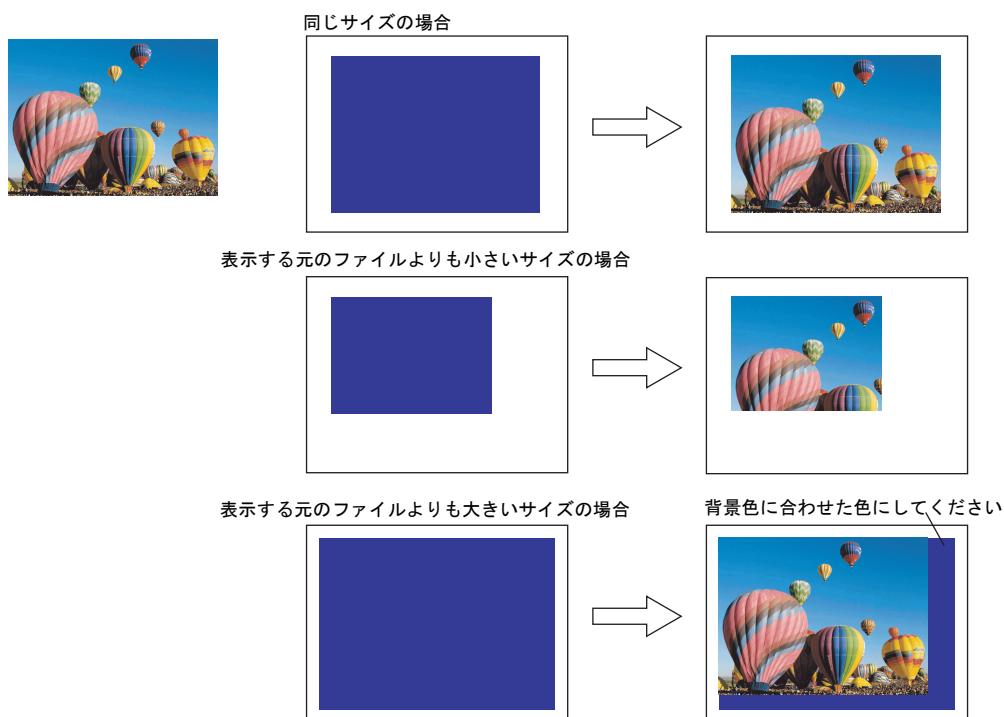 同じサイズの場合
表示する元のファイルよりも小さいサイズの場合
表示する元のファイルよりも大きいサイズの場合
背景色に合わせた色にしてください